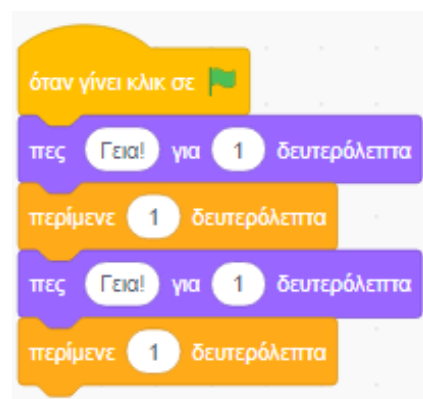 όταν γίνει κλικ σε
πες Γεια! για 1 δευτερόλεπτα
περίμενε 1 δευτερόλεπτα
πες Γεια! για 1 δευτερόλεπτα
περίμενε 1 δευτερόλεπτα